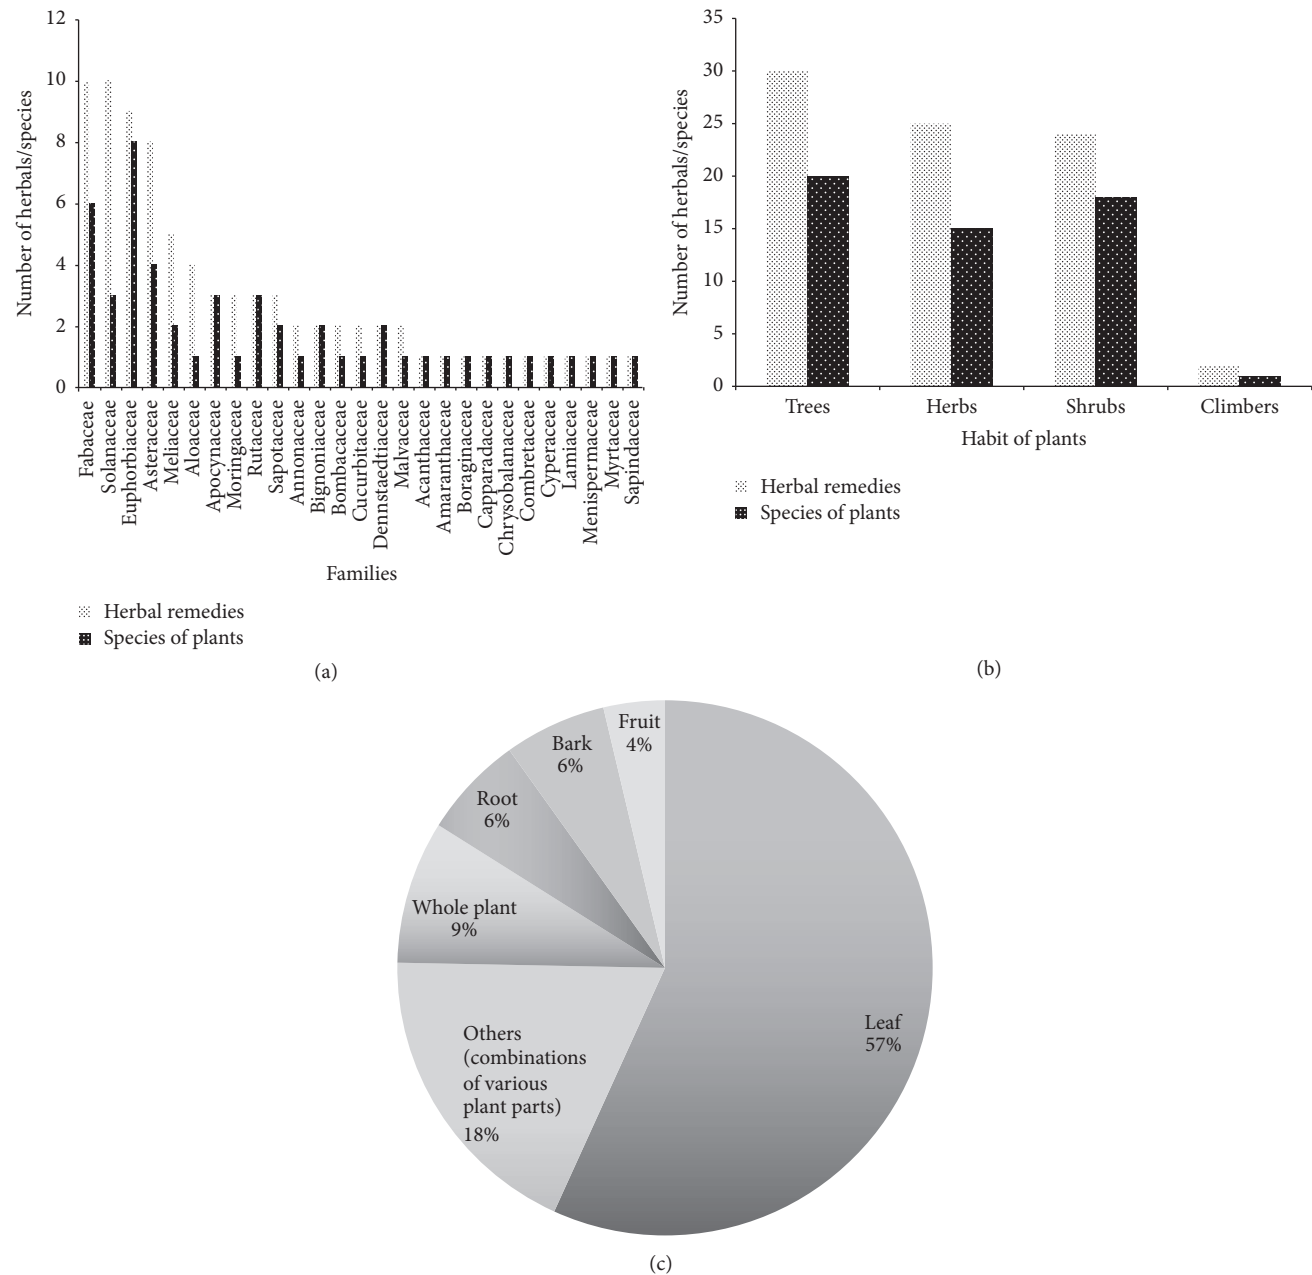 12
10
8
6
4
2
0
Number of herbals/species
Fabaceae
Solanaceae
Euphorbiaceae
Asteraceae
Meliaceae
Aloaceae
Apocynaceae
Moringaceae
Rutaceae
Sapotaceae
Annonaceae
Bignoniaceae
Bombacaceae
Cucurbitaceae
Dennstaedtiaceae
Malvaceae
Acanthaceae
Amaranthaceae
Boraginaceae
Capparadaceae
Chrysobalanaceae
Combretaceae
Cyperaceae
Lamiaceae
Menispermaceae
Myrtaceae
Sapindaceae
Families
Herbal remedies
Species of plants
(a)
35
30
25
20
15
10
5
0
Number of herbals/species
Trees
Herbs
Shrubs
Climbers
Habit of plants
Herbal remedies
Species of plants
(b)
Fruit
4%
Bark
6%
Root
6%
Whole plant
9%
Others
(combinations
of various
plant parts)
18%
Leaf
57%
(c)